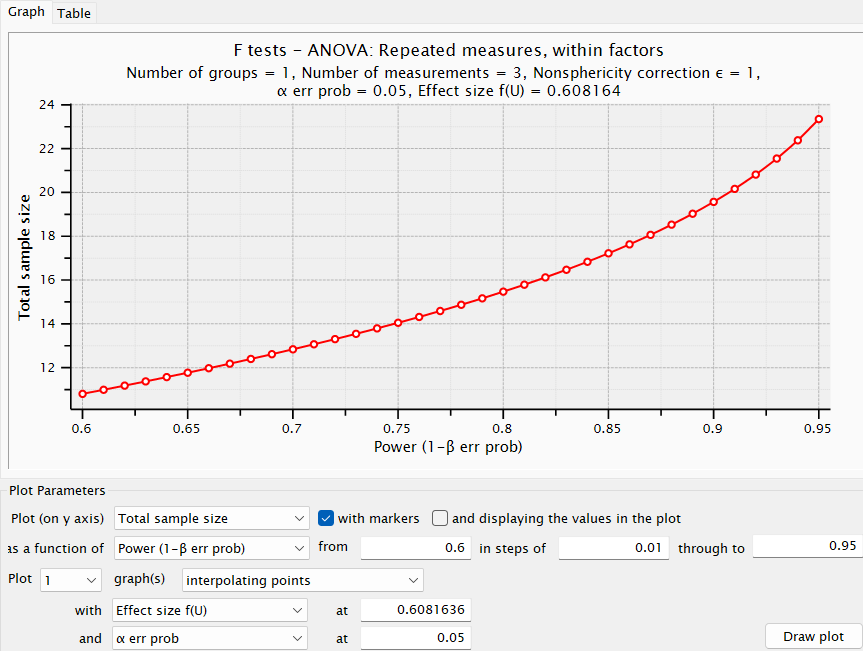 Graph Table
F tests – ANOVA: Repeated measures, within factors
Number of groups = 1, Number of measurements = 3, Nonsphericity correction ϵ = 1,
α err prob = 0.05, Effect size f(U) = 0.608164
24
22
20
18
16
14
12
Total sample size
0.6 0.65 0.7 0.75 0.8 0.85 0.9 0.95
Power (1−β err prob)
Plot Parameters
Plot (on y axis) Total sample size with markers and displaying the values in the plot
as a function of Power (1−β err prob) from 0.6 in steps of 0.01 through to 0.95
Plot 1 graph(s) interpolating points
with Effect size f(U) at 0.6081636
and α err prob at 0.05 Draw plot